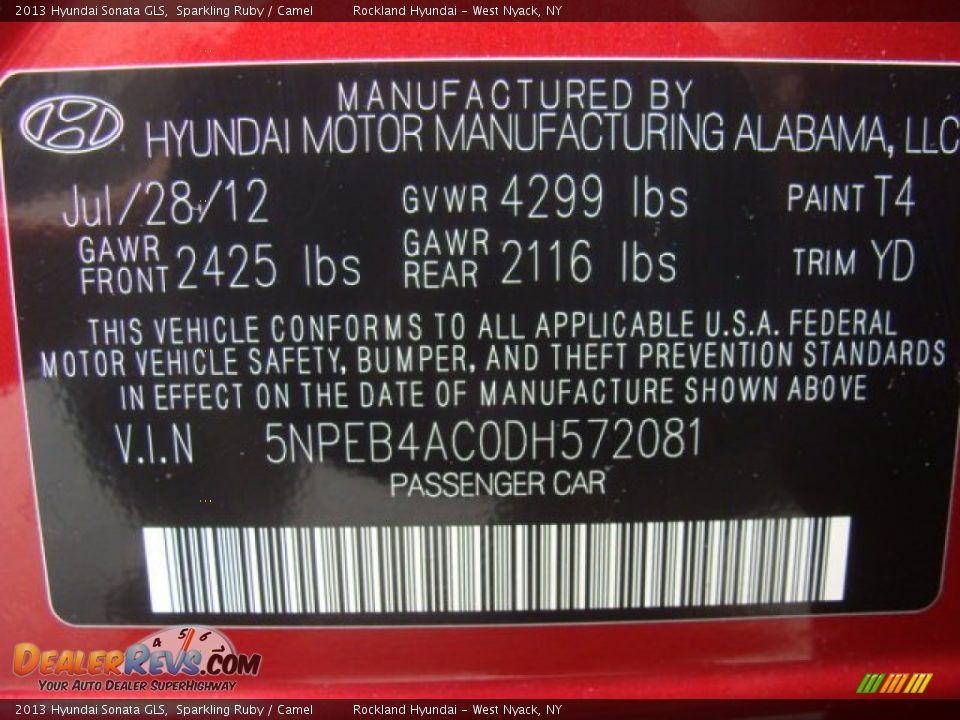 2013 Hyundai Sonata GLS, Sparkling Ruby / Camel Rockland Hyundai - West Nyack, NY
MANUFACTURED BY
HYUNDAI MOTOR MANUFACTURING ALABAMA, LLC
Jul/28/12 GVWR 4299 lbs PAINT T4
GAWR FRONT 2425 lbs GAWR REAR 2116 lbs TRIM YD
THIS VEHICLE CONFORMS TO ALL APPLICABLE U.S.A. FEDERAL
MOTOR VEHICLE SAFETY, BUMPER, AND THEFT PREVENTION STANDARDS
IN EFFECT ON THE DATE OF MANUFACTURE SHOWN ABOVE
V.I.N 5NPEB4AC0DH572081
PASSENGER CAR
4 5 6
DEALERREVS.COM
YOUR AUTO DEALER SUPERHIGHWAY
2013 Hyundai Sonata GLS, Sparkling Ruby / Camel Rockland Hyundai - West Nyack, NY